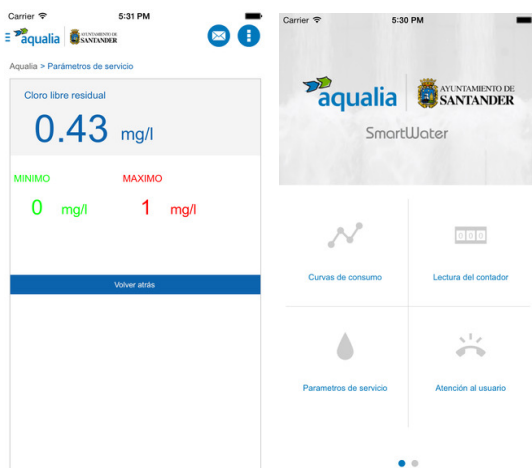 Carrier 5:31 PM
aqualia AYUNTAMIENTO DE
SANTANDER
Aqualia > Parámetros de servicio
Cloro libre residual
0.43 mg/l
MINIMO MAXIMO
0 mg/l 1 mg/l
Volver atrás
Carrier 5:30 PM
aqualia AYUNTAMIENTO DE
SANTANDER
SmartWater
000
Curvas de consumo Lectura del contador
Parametros de servicio Atención al usuario